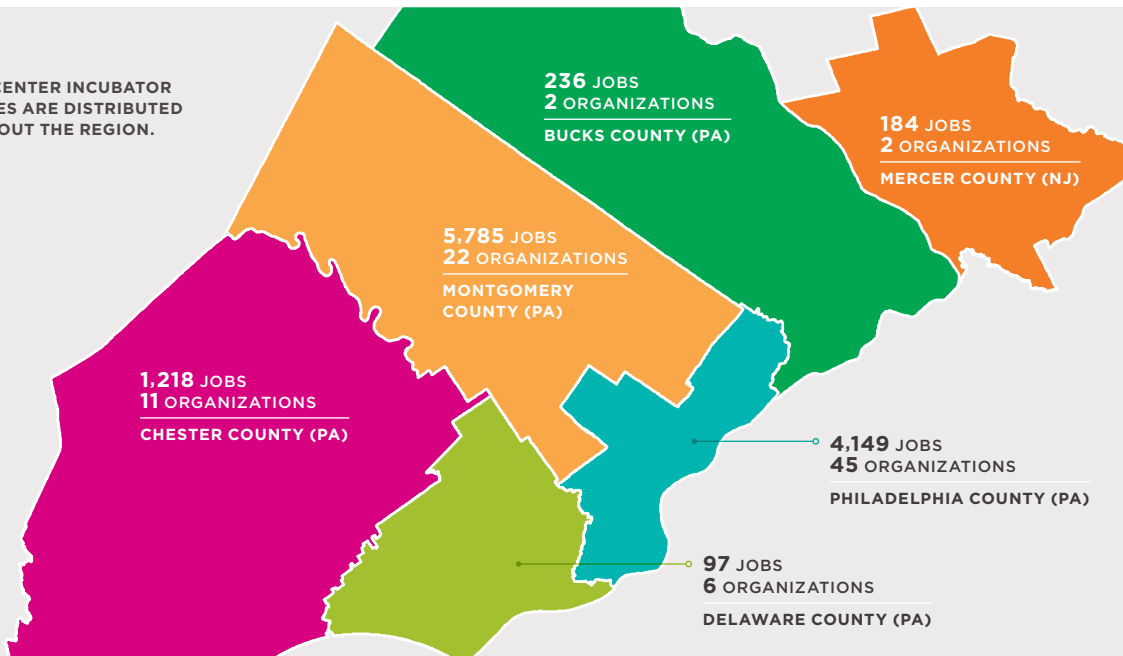 CENTER INCUBATOR
ES ARE DISTRIBUTED
OUT THE REGION.
236 JOBS
2 ORGANIZATIONS
BUCKS COUNTY (PA)
184 JOBS
2 ORGANIZATIONS
MERCER COUNTY (NJ)
5,785 JOBS
22 ORGANIZATIONS
MONTGOMERY
COUNTY (PA)
1,218 JOBS
11 ORGANIZATIONS
CHESTER COUNTY (PA)
4,149 JOBS
45 ORGANIZATIONS
PHILADELPHIA COUNTY (PA)
97 JOBS
6 ORGANIZATIONS
DELAWARE COUNTY (PA)